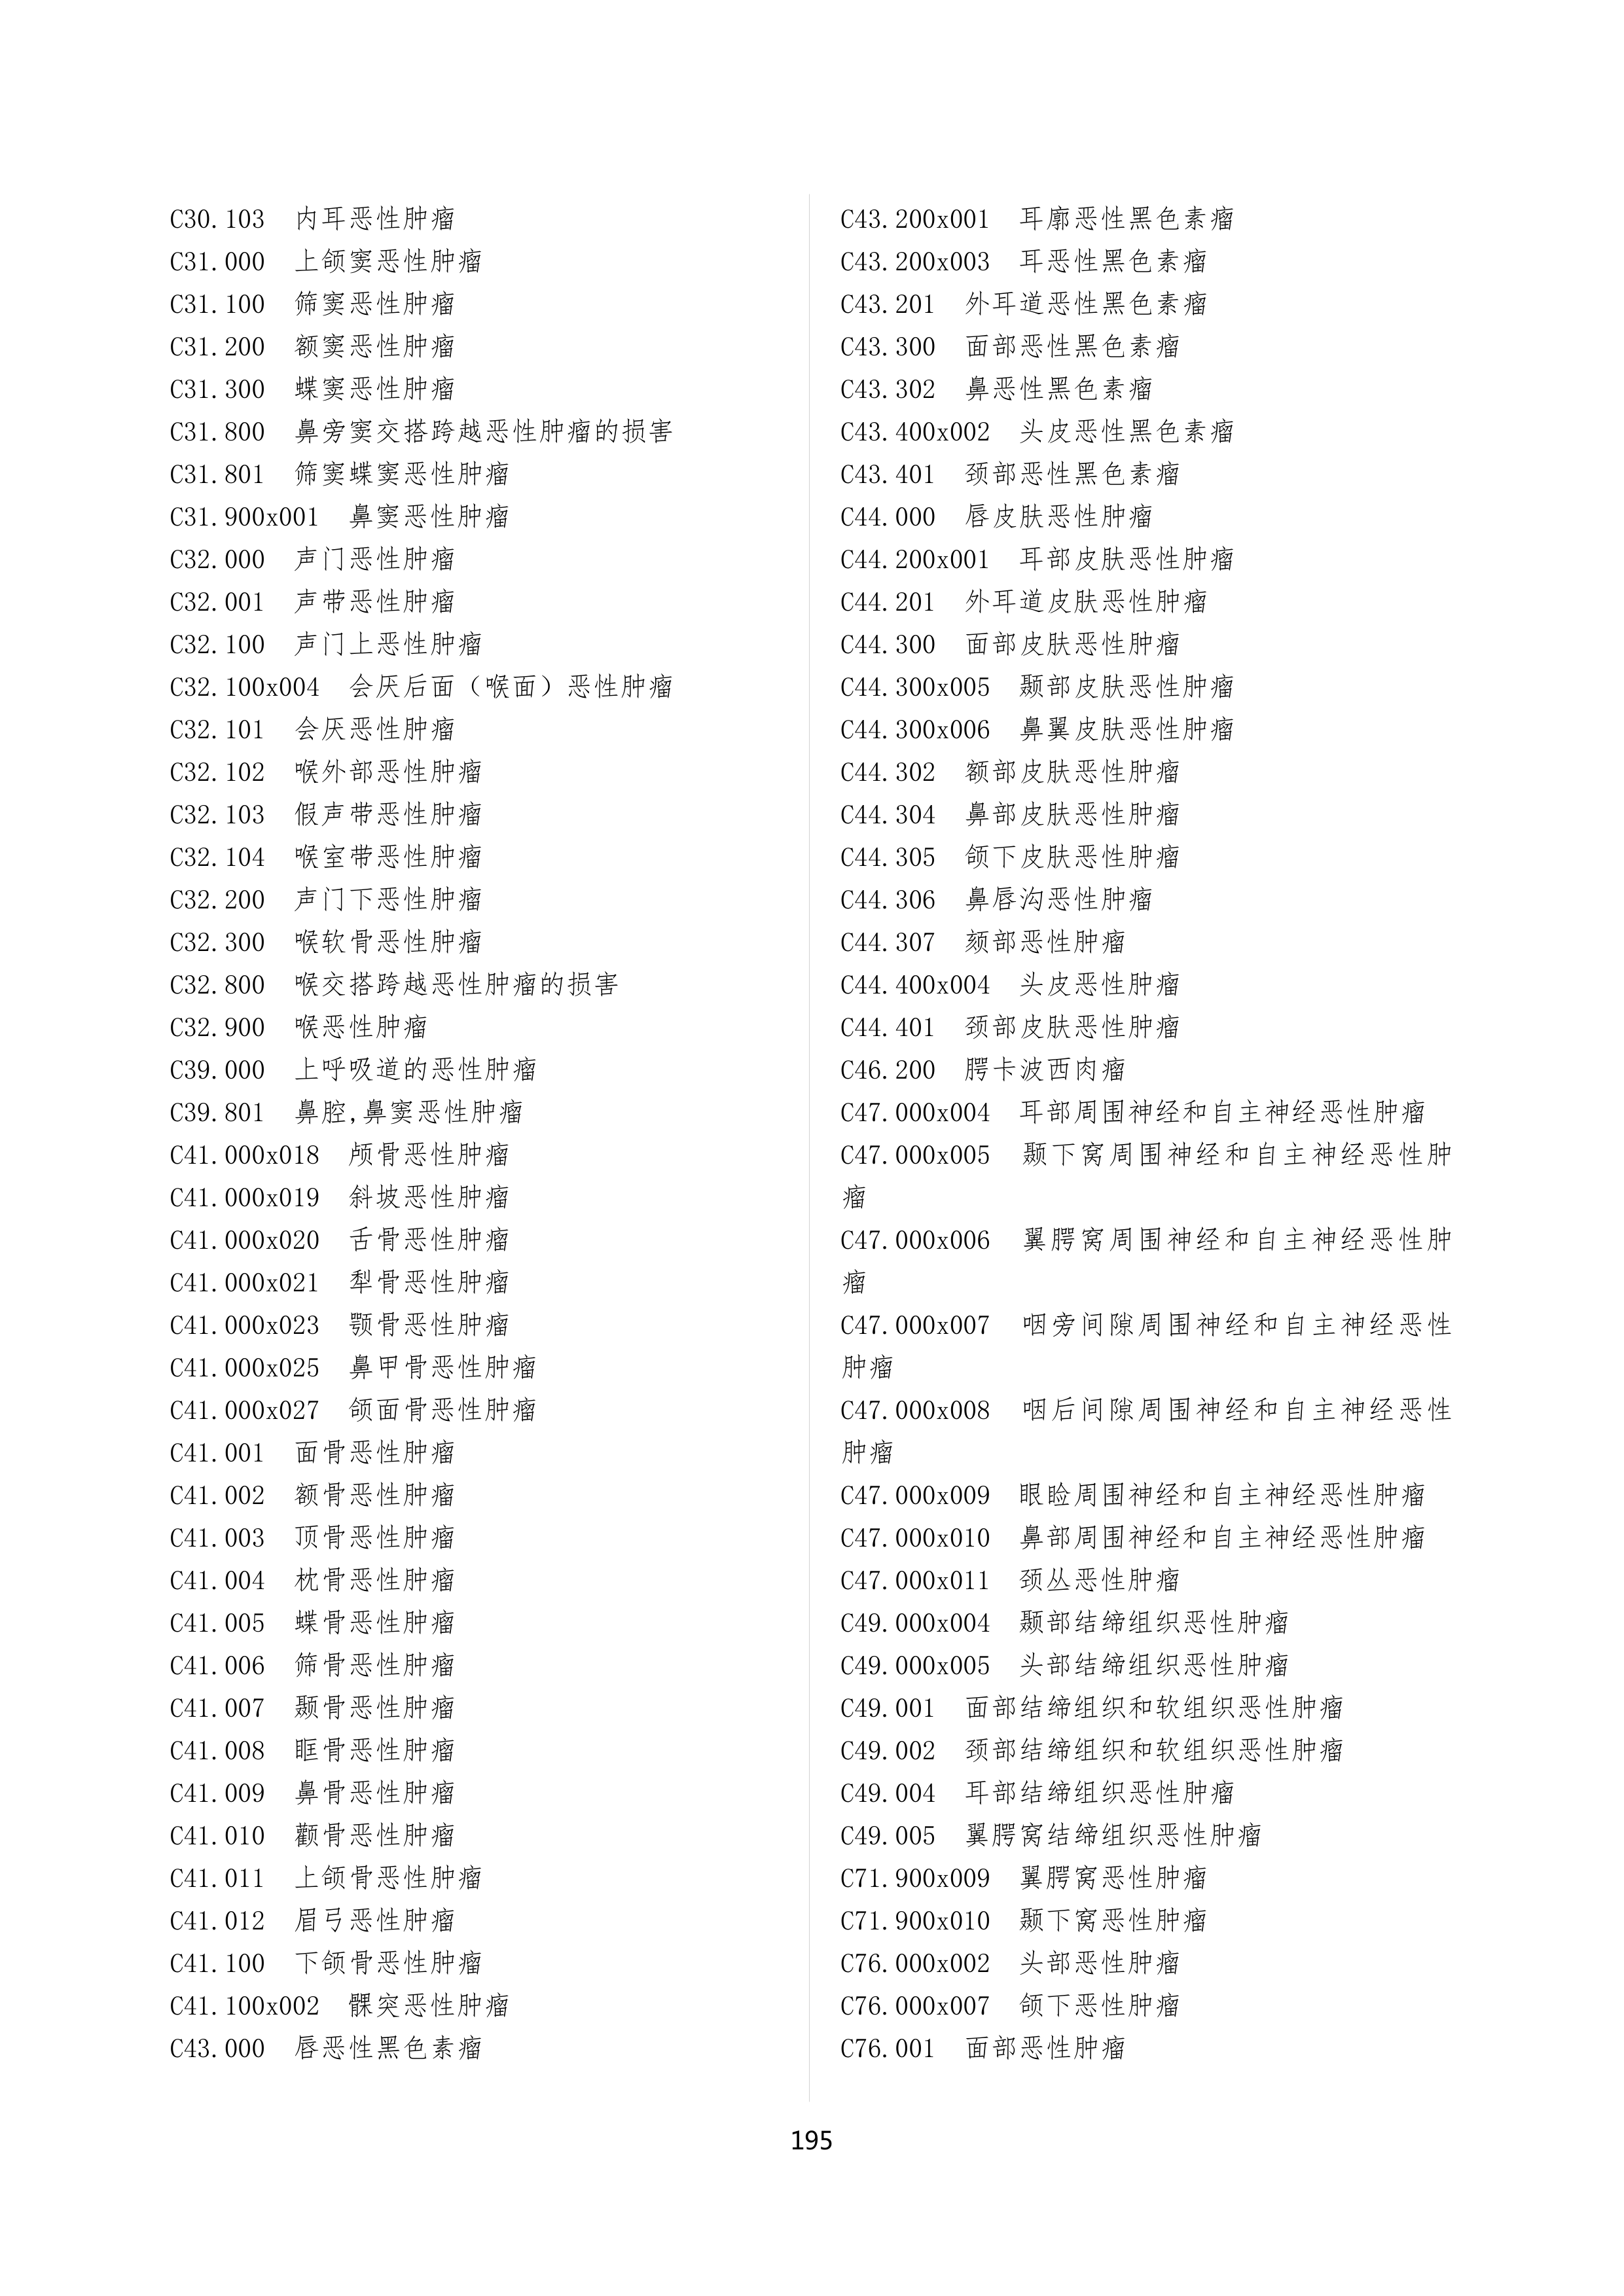 C30.103 内耳恶性肿瘤
C31.000 上颌窦恶性肿瘤
C31.100 筛窦恶性肿瘤
C31.200 额窦恶性肿瘤
C31.300 蝶窦恶性肿瘤
C31.800 鼻旁窦交搭跨越恶性肿瘤的损害
C31.801 筛窦蝶窦恶性肿瘤
C31.900x001 鼻窦恶性肿瘤
C32.000 声门恶性肿瘤
C32.001 声带恶性肿瘤
C32.100 声门上恶性肿瘤
C32.100x004 会厌后面（喉面）恶性肿瘤
C32.101 会厌恶性肿瘤
C32.102 喉外部恶性肿瘤
C32.103 假声带恶性肿瘤
C32.104 喉室带恶性肿瘤
C32.200 声门下恶性肿瘤
C32.300 喉软骨恶性肿瘤
C32.800 喉交搭跨越恶性肿瘤的损害
C32.900 喉恶性肿瘤
C39.000 上呼吸道的恶性肿瘤
C39.801 鼻腔,鼻窦恶性肿瘤
C41.000x018 颅骨恶性肿瘤
C41.000x019 斜坡恶性肿瘤
C41.000x020 舌骨恶性肿瘤
C41.000x021 犁骨恶性肿瘤
C41.000x023 颚骨恶性肿瘤
C41.000x025 鼻甲骨恶性肿瘤
C41.000x027 颌面骨恶性肿瘤
C41.001 面骨恶性肿瘤
C41.002 额骨恶性肿瘤
C41.003 顶骨恶性肿瘤
C41.004 枕骨恶性肿瘤
C41.005 蝶骨恶性肿瘤
C41.006 筛骨恶性肿瘤
C41.007 颞骨恶性肿瘤
C41.008 眶骨恶性肿瘤
C41.009 鼻骨恶性肿瘤
C41.010 颧骨恶性肿瘤
C41.011 上颌骨恶性肿瘤
C41.012 眉弓恶性肿瘤
C41.100 下颌骨恶性肿瘤
C41.100x002 髁突恶性肿瘤
C43.000 唇恶性黑色素瘤
C43.200x001 耳廓恶性黑色素瘤
C43.200x003 耳恶性黑色素瘤
C43.201 外耳道恶性黑色素瘤
C43.300 面部恶性黑色素瘤
C43.302 鼻恶性黑色素瘤
C43.400x002 头皮恶性黑色素瘤
C43.401 颈部恶性黑色素瘤
C44.000 唇皮肤恶性肿瘤
C44.200x001 耳部皮肤恶性肿瘤
C44.201 外耳道皮肤恶性肿瘤
C44.300 面部皮肤恶性肿瘤
C44.300x005 颞部皮肤恶性肿瘤
C44.300x006 鼻翼皮肤恶性肿瘤
C44.302 额部皮肤恶性肿瘤
C44.304 鼻部皮肤恶性肿瘤
C44.305 颌下皮肤恶性肿瘤
C44.306 鼻唇沟恶性肿瘤
C44.307 颏部恶性肿瘤
C44.400x004 头皮恶性肿瘤
C44.401 颈部皮肤恶性肿瘤
C46.200 腭卡波西肉瘤
C47.000x004 耳部周围神经和自主神经恶性肿瘤
C47.000x005 颞下窝周围神经和自主神经恶性肿
瘤
C47.000x006 翼腭窝周围神经和自主神经恶性肿
瘤
C47.000x007 咽旁间隙周围神经和自主神经恶性
肿瘤
C47.000x008 咽后间隙周围神经和自主神经恶性
肿瘤
C47.000x009 眼睑周围神经和自主神经恶性肿瘤
C47.000x010 鼻部周围神经和自主神经恶性肿瘤
C47.000x011 颈丛恶性肿瘤
C49.000x004 颞部结缔组织恶性肿瘤
C49.000x005 头部结缔组织恶性肿瘤
C49.001 面部结缔组织和软组织恶性肿瘤
C49.002 颈部结缔组织和软组织恶性肿瘤
C49.004 耳部结缔组织恶性肿瘤
C49.005 翼腭窝结缔组织恶性肿瘤
C71.900x009 翼腭窝恶性肿瘤
C71.900x010 颞下窝恶性肿瘤
C76.000x002 头部恶性肿瘤
C76.000x007 颌下恶性肿瘤
C76.001 面部恶性肿瘤
195